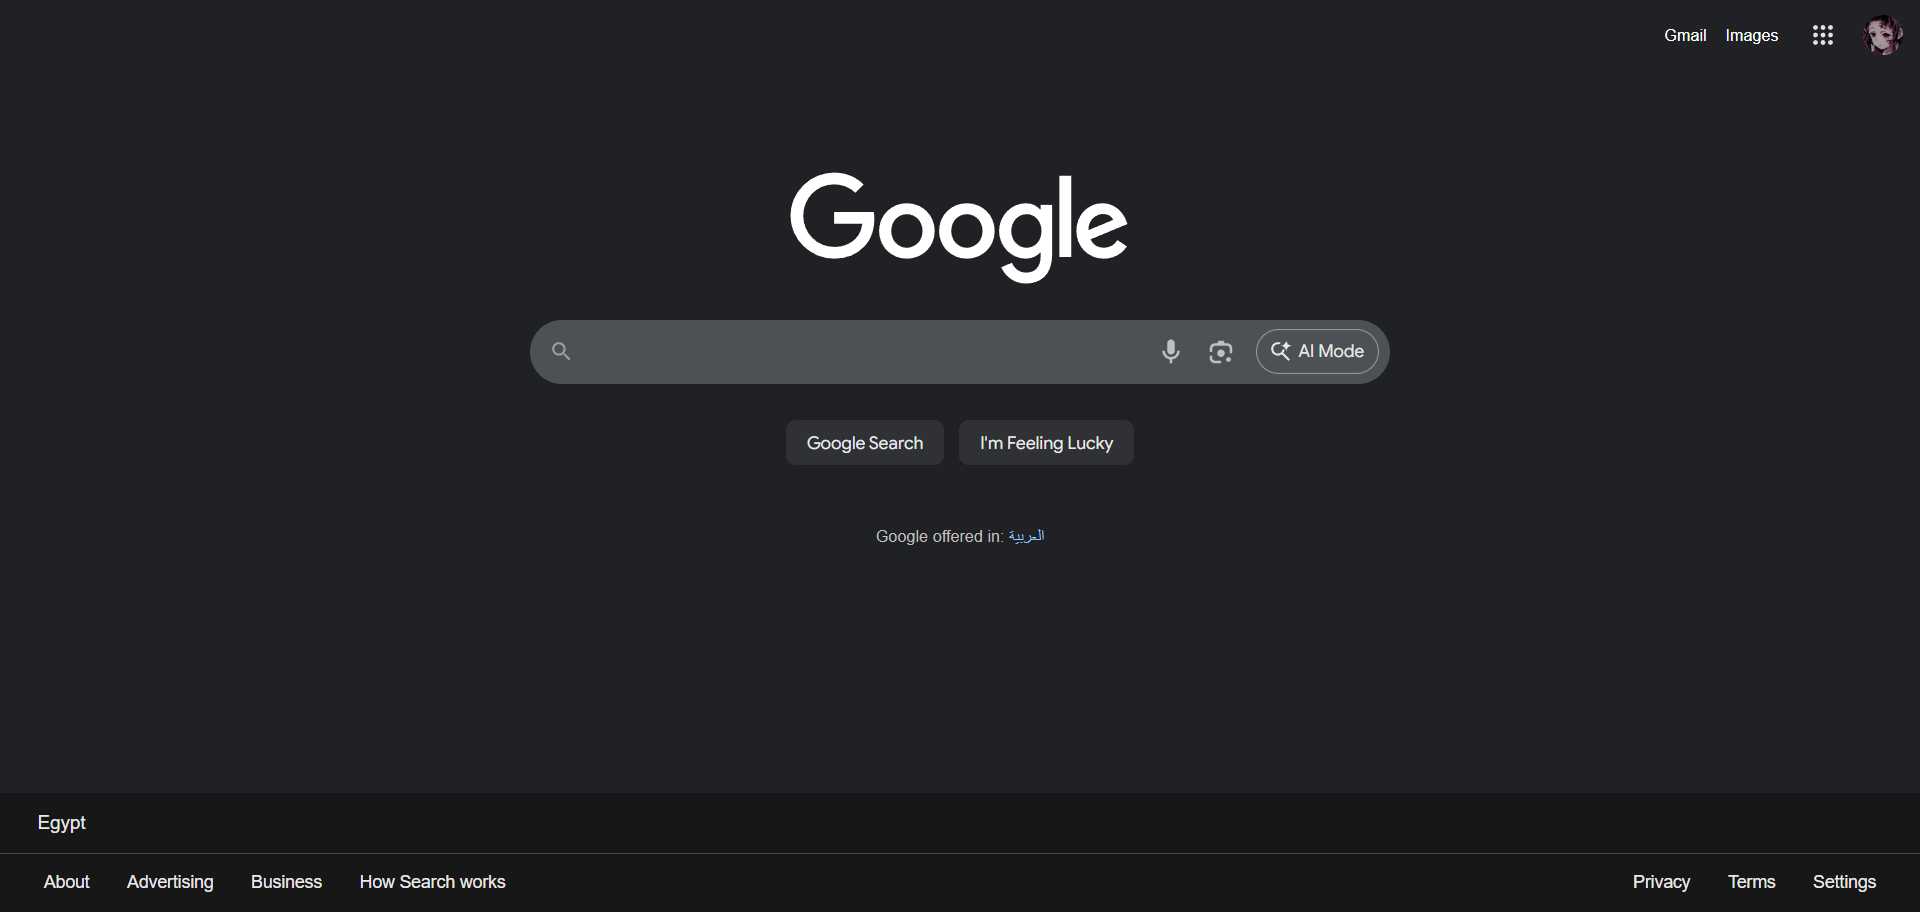 Gmail Images
Google
AI Mode
Google Search I'm Feeling Lucky
Google offered in: العربية
Egypt
About Advertising Business How Search works Privacy Terms Settings